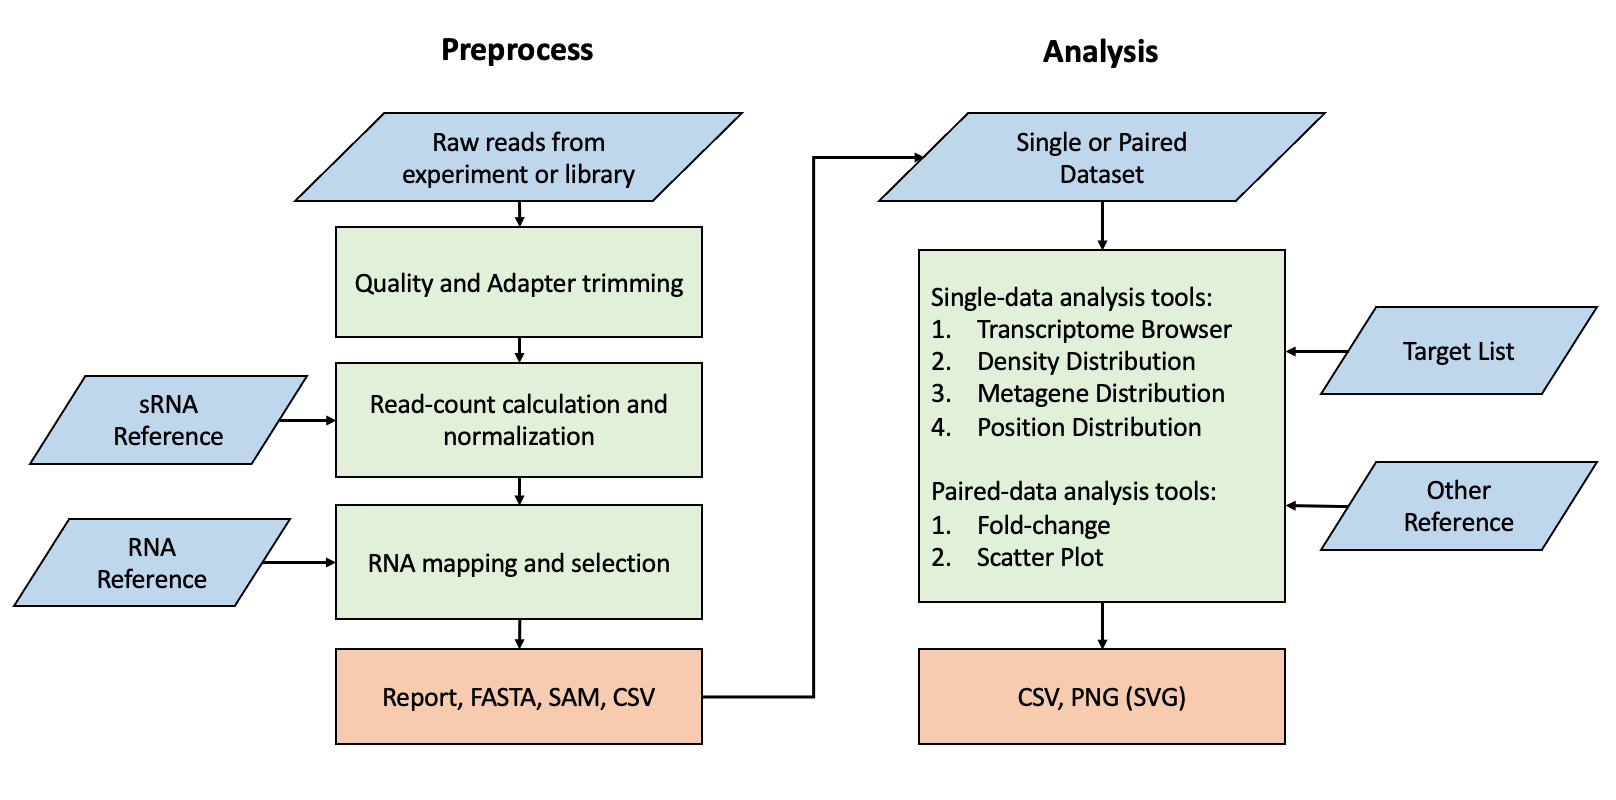 Preprocess
Raw reads from
experiment or library
Quality and Adapter trimming
sRNA
Reference
Read-count calculation and
normalization
RNA
Reference
RNA mapping and selection
Report, FASTA, SAM, CSV
Analysis
Single or Paired
Dataset
Single-data analysis tools:
1. Transcriptome Browser
2. Density Distribution
3. Metagene Distribution
4. Position Distribution
Paired-data analysis tools:
1. Fold-change
2. Scatter Plot
Target List
Other
Reference
CSV, PNG (SVG)